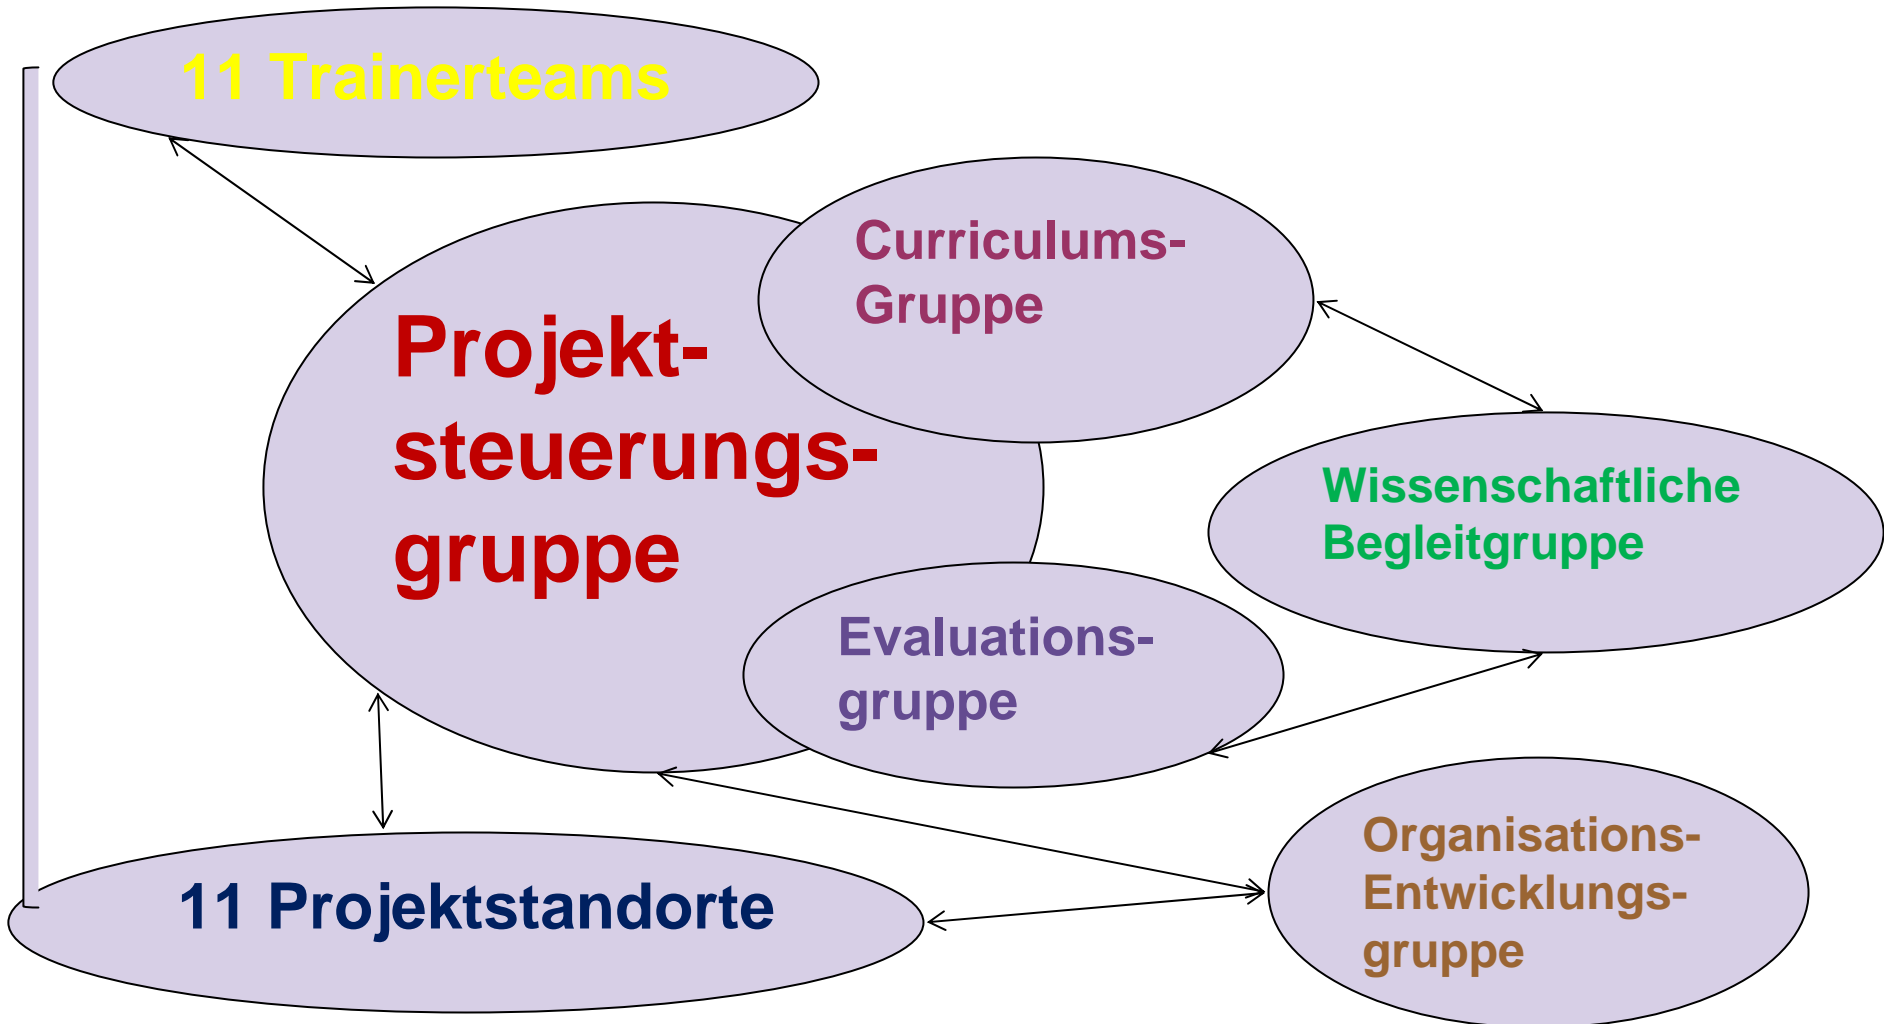 11 Trainerteams
Curriculums-
Gruppe
Projekt-
steuerungs-
gruppe
Wissenschaftliche
Begleitgruppe
Evaluations-
gruppe
Organisations-
Entwicklungs-
gruppe
11 Projektstandorte